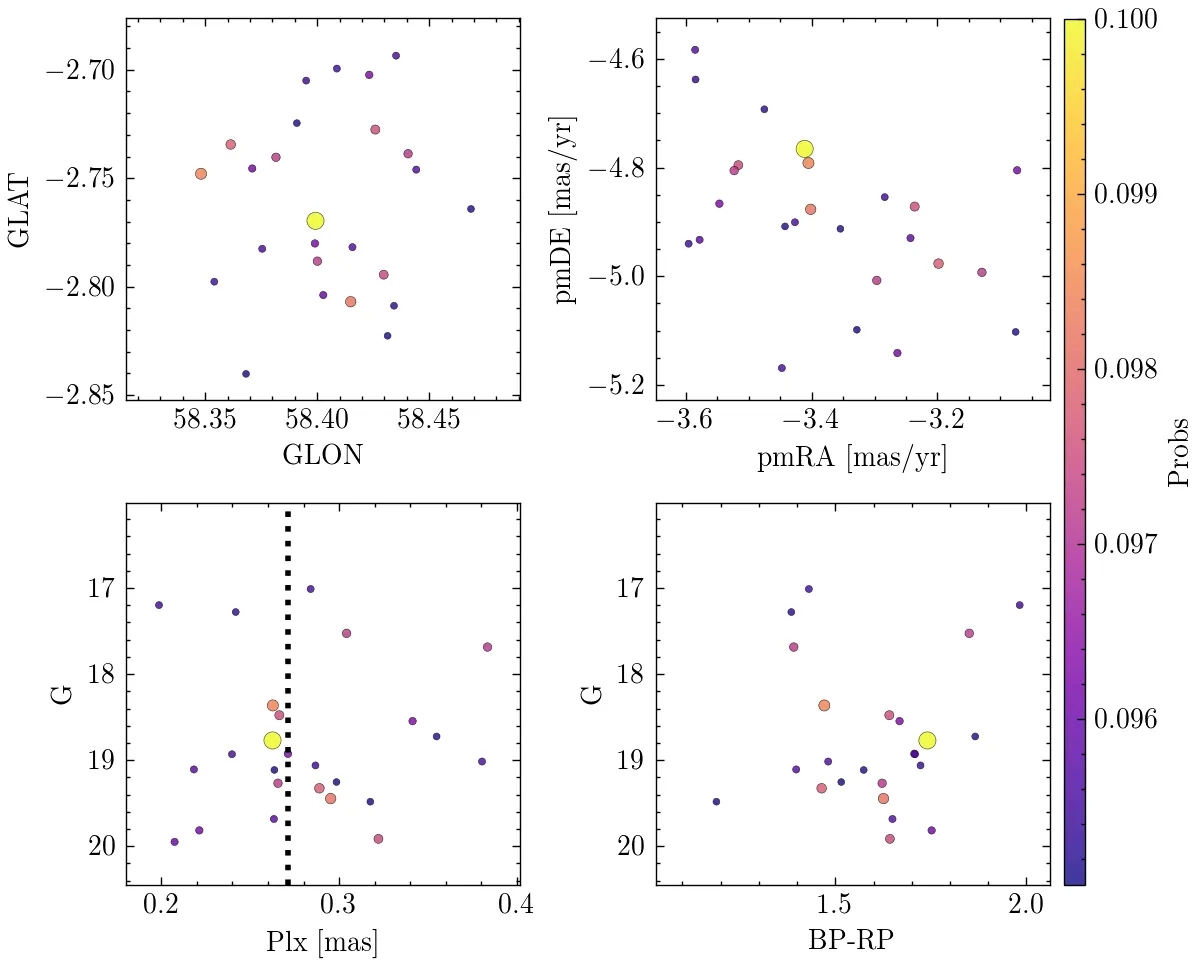 −2.70
−2.75
−2.80
−2.85
GLAT
58.35 58.40 58.45
GLON
−4.6
−4.8
−5.0
−5.2
pmDE [mas/yr]
−3.6 −3.4 −3.2
pmRA [mas/yr]
17
18
19
20
G
0.2 0.3 0.4
Plx [mas]
17
18
19
20
G
1.5 2.0
BP-RP
0.100
0.099
0.098
0.097
0.096
Probs